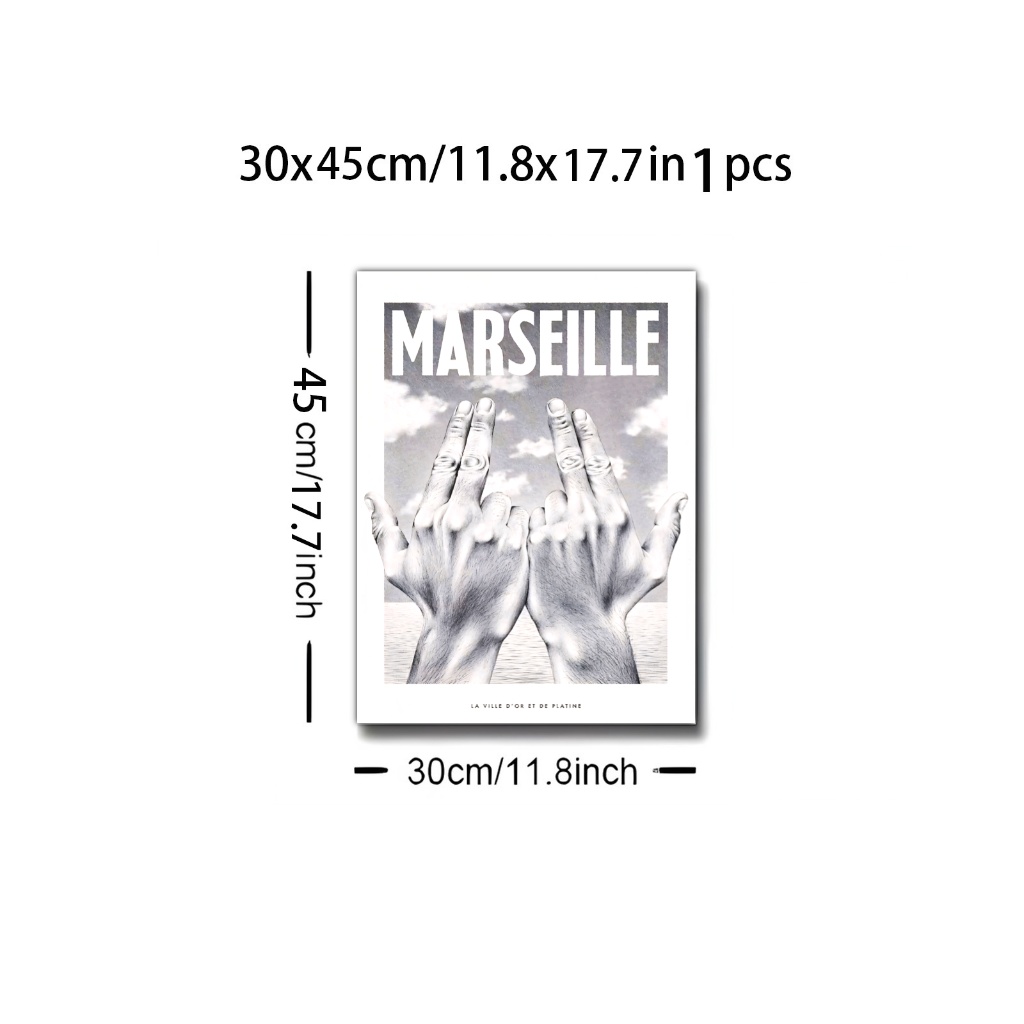 30x45cm/11.8x17.7in 1 pcs
MARSEILLE
45 cm/17.7inch
LA VILLE D'OR ET DE PLATINE
30cm/11.8inch